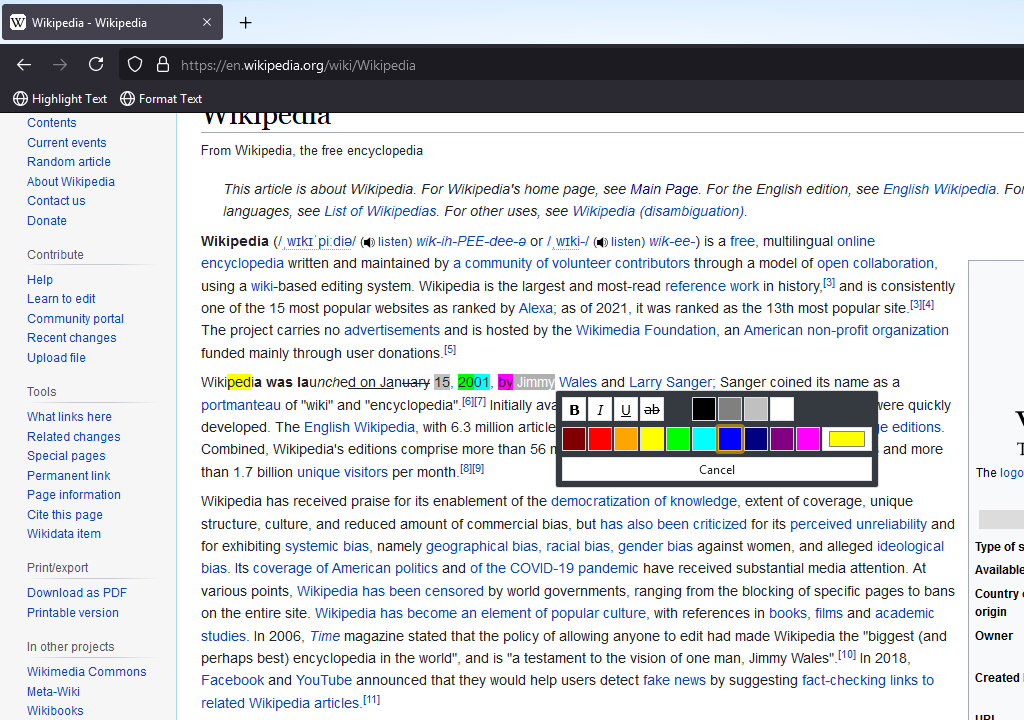 Wikipedia - Wikipedia
https://en.wikipedia.org/wiki/Wikipedia
Highlight Text Format Text
Wikipedia
Contents
Current events
Random article
About Wikipedia
Contact us
Donate
Contribute
Help
Learn to edit
Community portal
Recent changes
Upload file
Tools
What links here
Related changes
Special pages
Permanent link
Page information
Cite this page
Wikidata item
Print/export
Download as PDF
Printable version
In other projects
Wikimedia Commons
Meta-Wiki
Wikibooks
From Wikipedia, the free encyclopedia
This article is about Wikipedia. For Wikipedia's home page, see Main Page. For the English edition, see English Wikipedia. For
languages, see List of Wikipedias. For other uses, see Wikipedia (disambiguation).
Wikipedia (/ˌwɪkɪˈpiːdiə/ (listen) wik-ih-PEE-dee-ə or /ˌwɪki-/ (listen) wik-ee-) is a free, multilingual online
encyclopedia written and maintained by a community of volunteer contributors through a model of open collaboration,
using a wiki-based editing system. Wikipedia is the largest and most-read reference work in history,[3] and is consistently
one of the 15 most popular websites as ranked by Alexa; as of 2021, it was ranked as the 13th most popular site.[3][4]
The project carries no advertisements and is hosted by the Wikimedia Foundation, an American non-profit organization
funded mainly through user donations.[5]
Wikipedia was launched on January 15, 2001, by Jimmy Wales and Larry Sanger; Sanger coined its name as a
portmanteau of "wiki" and "encyclopedia".[6][7] Initially ava were quickly
developed. The English Wikipedia, with 6.3 million article editions.
Combined, Wikipedia's editions comprise more than 56 m and more
than 1.7 billion unique visitors per month.[8][9]
B I U ab
Cancel
Wikipedia has received praise for its enablement of the democratization of knowledge, extent of coverage, unique
structure, culture, and reduced amount of commercial bias, but has also been criticized for its perceived unreliability and
for exhibiting systemic bias, namely geographical bias, racial bias, gender bias against women, and alleged ideological
bias. Its coverage of American politics and of the COVID-19 pandemic have received substantial media attention. At
various points, Wikipedia has been censored by world governments, ranging from the blocking of specific pages to bans
on the entire site. Wikipedia has become an element of popular culture, with references in books, films and academic
studies. In 2006, Time magazine stated that the policy of allowing anyone to edit had made Wikipedia the "biggest (and
perhaps best) encyclopedia in the world", and is "a testament to the vision of one man, Jimmy Wales".[10] In 2018,
Facebook and YouTube announced that they would help users detect fake news by suggesting fact-checking links to
related Wikipedia articles.[11]
The logo
Type of s
Available
Country
origin
Owner
Created
URL